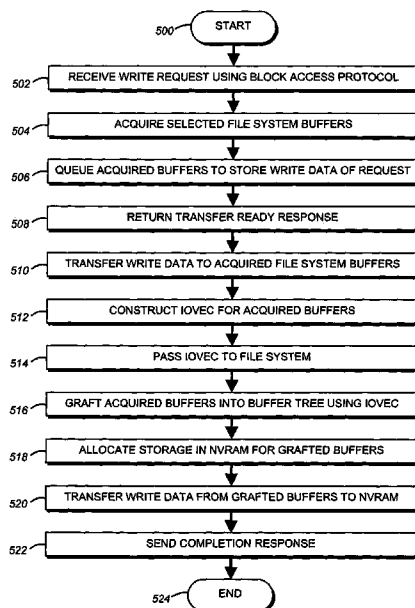 500 START
502 RECEIVE WRITE REQUEST USING BLOCK ACCESS PROTOCOL
504 ACQUIRE SELECTED FILE SYSTEM BUFFERS
506 QUEUE ACQUIRED BUFFERS TO STORE WRITE DATA OF REQUEST
508 RETURN TRANSFER READY RESPONSE
510 TRANSFER WRITE DATA TO ACQUIRED FILE SYSTEM BUFFERS
512 CONSTRUCT IOVEC FOR ACQUIRED BUFFERS
514 PASS IOVEC TO FILE SYSTEM
516 GRAFT ACQUIRED BUFFERS INTO BUFFER TREE USING IOVEC
518 ALLOCATE STORAGE IN NVRAM FOR GRAFTED BUFFERS
520 TRANSFER WRITE DATA FROM GRAFTED BUFFERS TO NVRAM
522 SEND COMPLETION RESPONSE
524 END